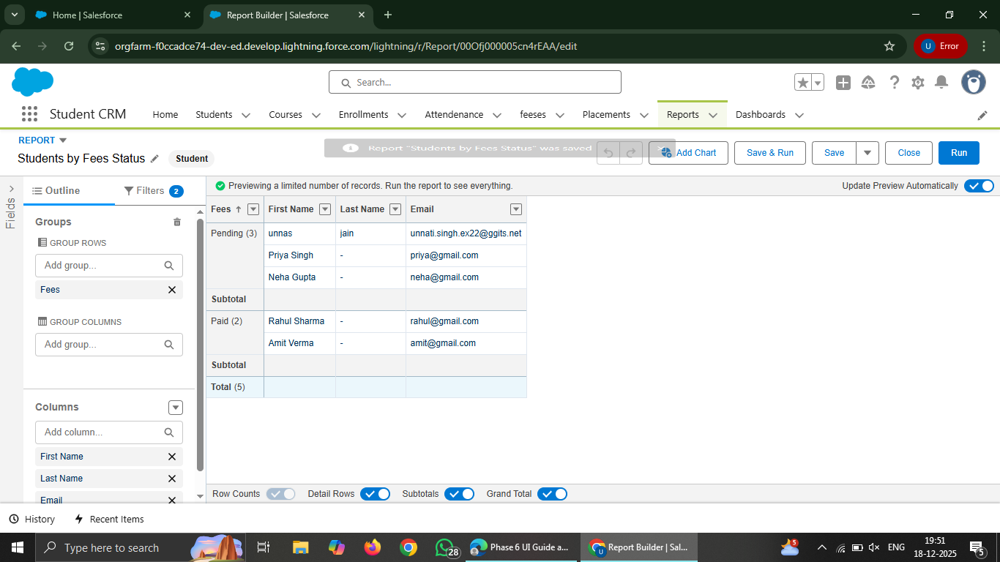 Home | Salesforce
Report Builder | Salesforce
orgfarm-f0ccadce74-dev-ed.develop.lightning.force.com/lightning/r/Report/00Ofj000005cn4rEAA/edit
U Error
Search...
Student CRM
Home
Students
Courses
Enrollments
Attendenance
feeses
Placements
Reports
Dashboards
REPORT
Students by Fees Status
Student
Report "Students by Fees Status" was saved
Add Chart
Save & Run
Save
Close
Run
Fields
Outline
Filters 2
Previewing a limited number of records. Run the report to see everything.
Update Preview Automatically
Groups
GROUP ROWS
Add group...
Fees
GROUP COLUMNS
Add group...
Columns
Add column...
First Name
Last Name
Email
Fees First Name Last Name Email
Pending (3) unnas jain unnati.singh.ex22@ggits.net
Priya Singh - priya@gmail.com
Neha Gupta - neha@gmail.com
Subtotal
Paid (2) Rahul Sharma - rahul@gmail.com
Amit Verma - amit@gmail.com
Subtotal
Total (5)
Row Counts
Detail Rows
Subtotals
Grand Total
History
Recent Items
Type here to search
28
Phase 6 UI Guide a...
U
Report Builder | Sal...
5
ENG
19:51
18-12-2025
5